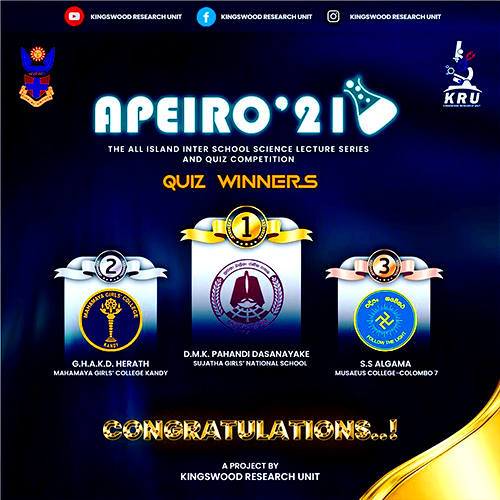 KINGSWOOD RESEARCH UNIT
KINGSWOOD RESEARCH UNIT
KINGSWOOD RESEARCH UNIT
KRU
APEIRO'21
THE ALL ISLAND INTER SCHOOL SCIENCE LECTURE SERIES
AND QUIZ COMPETITION
QUIZ WINNERS
1
2
3
MAHAMAYA GIRLS' COLLEGE
KANDY
FOLLOW THE LIGHT
D.M.K. PAHANDI DASANAYAKE
SUJATHA GIRLS' NATIONAL SCHOOL
G.H.A.K.D. HERATH
MAHAMAYA GIRLS' COLLEGE KANDY
S.S ALGAMA
MUSAEUS COLLEGE-COLOMBO 7
CONGRATULATIONS..!
A PROJECT BY
KINGSWOOD RESEARCH UNIT